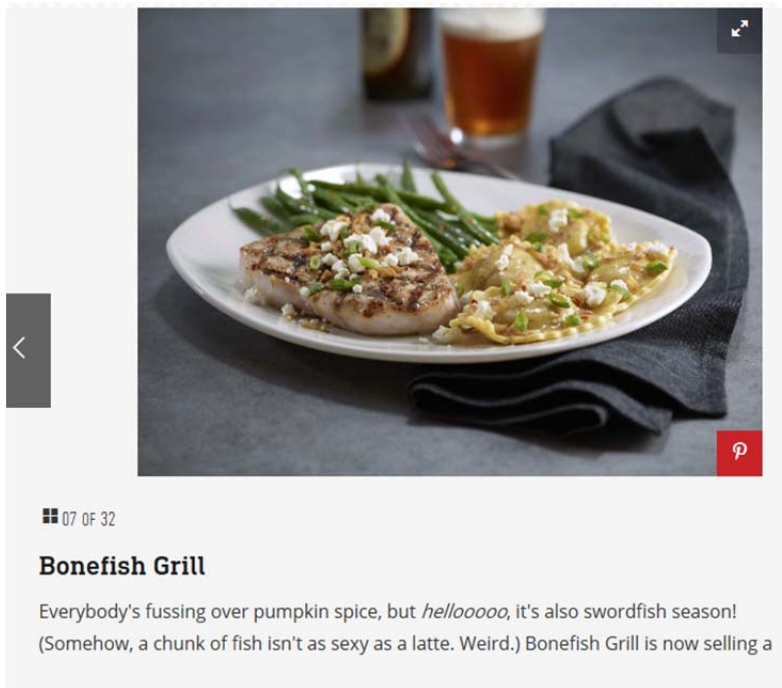 07 OF 32
Bonefish Grill
Everybody's fussing over pumpkin spice, but hellooooo, it's also swordfish season!
(Somehow, a chunk of fish isn't as sexy as a latte. Weird.) Bonefish Grill is now selling a